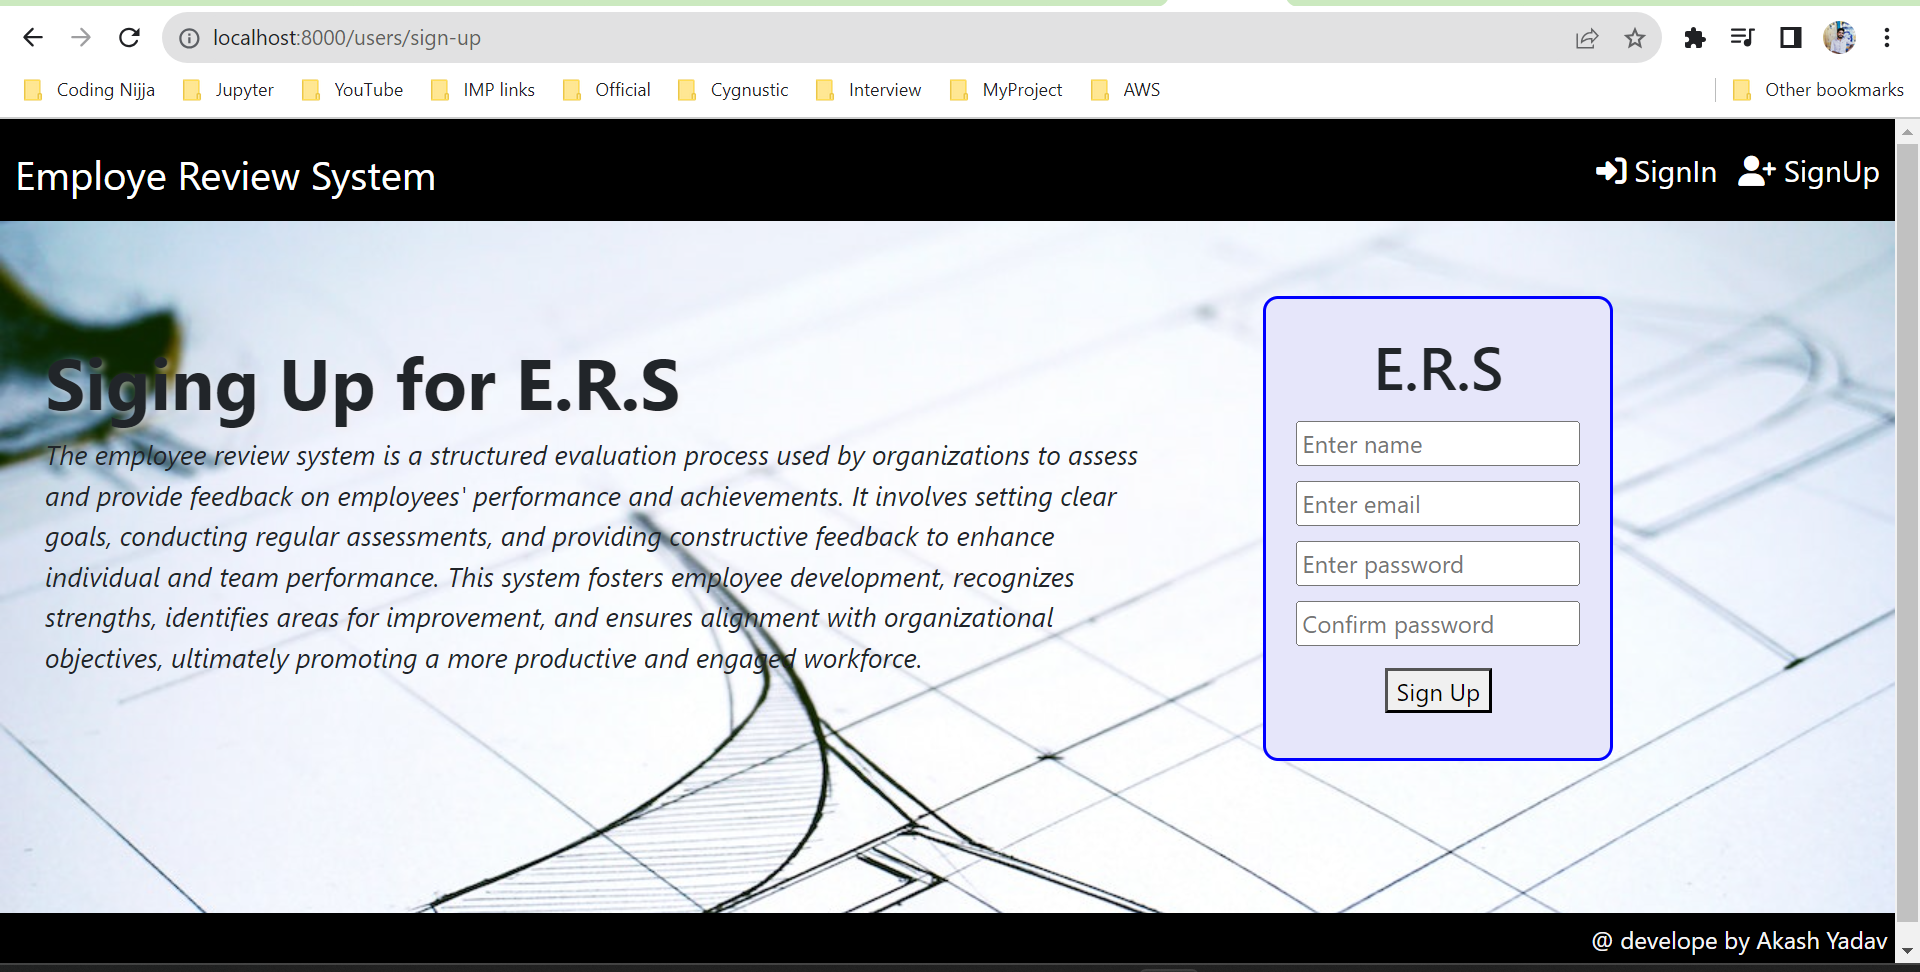 localhost:8000/users/sign-up
Coding Nijja Jupyter YouTube IMP links Official Cygnustic Interview MyProject AWS Other bookmarks
Employe Review System SignIn SignUp
Siging Up for E.R.S
The employee review system is a structured evaluation process used by organizations to assess
and provide feedback on employees' performance and achievements. It involves setting clear
goals, conducting regular assessments, and providing constructive feedback to enhance
individual and team performance. This system fosters employee development, recognizes
strengths, identifies areas for improvement, and ensures alignment with organizational
objectives, ultimately promoting a more productive and engaged workforce.
E.R.S
Enter name
Enter email
Enter password
Confirm password
Sign Up
@ develope by Akash Yadav